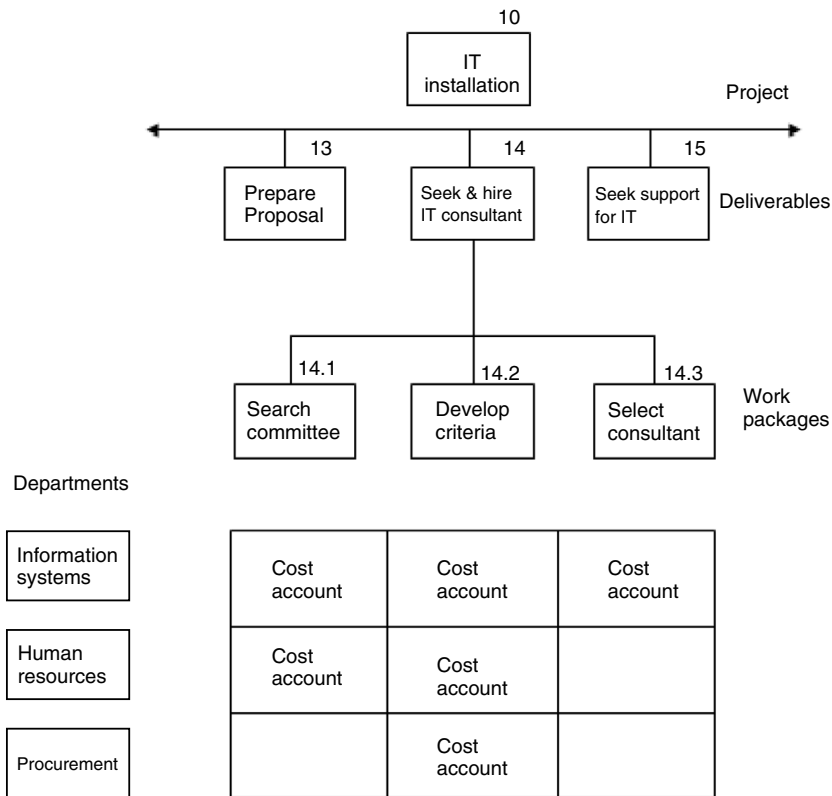 10
IT
installation
Project
13
14
15
Prepare
Proposal
Seek & hire
IT consultant
Seek support
for IT
Deliverables
14.1
14.2
14.3
Search
committee
Develop
criteria
Select
consultant
Work
packages
Departments
Information
systems
Cost
account
Cost
account
Cost
account
Human
resources
Cost
account
Cost
account
Procurement
Cost
account